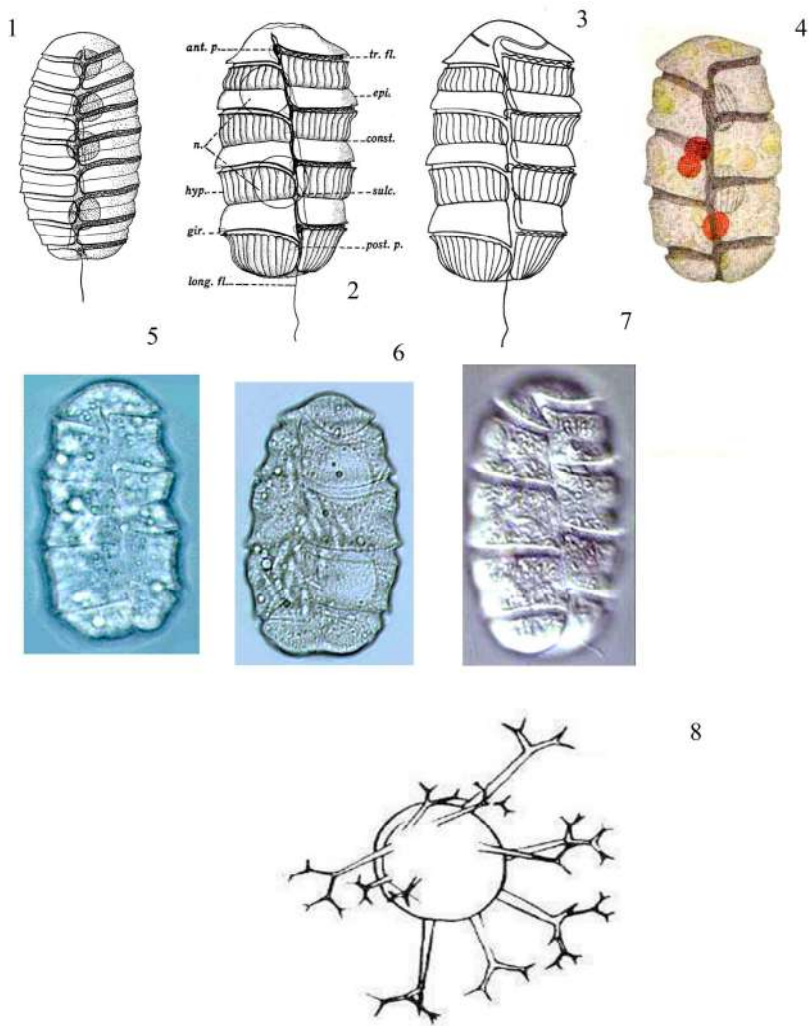 1
3
4
ant. p.
tr. fl.
epi.
const.
n.
hyp.
sulc.
gir.
post. p.
long. fl.
2
7
5
6
8